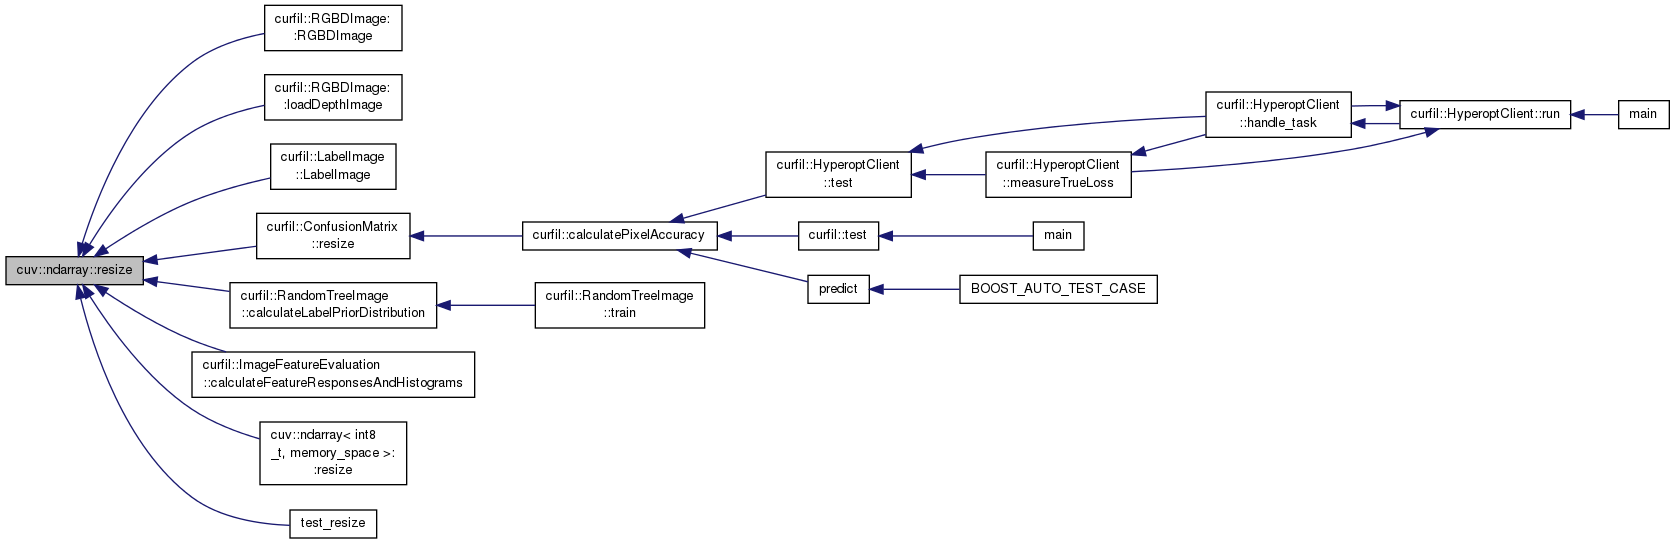 curfil::RGBDImage:
:RGBDImage
curfil::RGBDImage:
:loadDepthImage
curfil::LabelImage
::LabelImage
curfil::ConfusionMatrix
::resize
cuv::ndarray::resize
curfil::RandomTreeImage
::calculateLabelPriorDistribution
curfil::ImageFeatureEvaluation
::calculateFeatureResponsesAndHistograms
cuv::ndarray< int8
_t, memory_space >:
:resize
test_resize
curfil::calculatePixelAccuracy
curfil::RandomTreeImage
::train
curfil::HyperoptClient
::test
curfil::test
predict
curfil::HyperoptClient
::measureTrueLoss
main
BOOST_AUTO_TEST_CASE
curfil::HyperoptClient
::handle_task
curfil::HyperoptClient::run
main